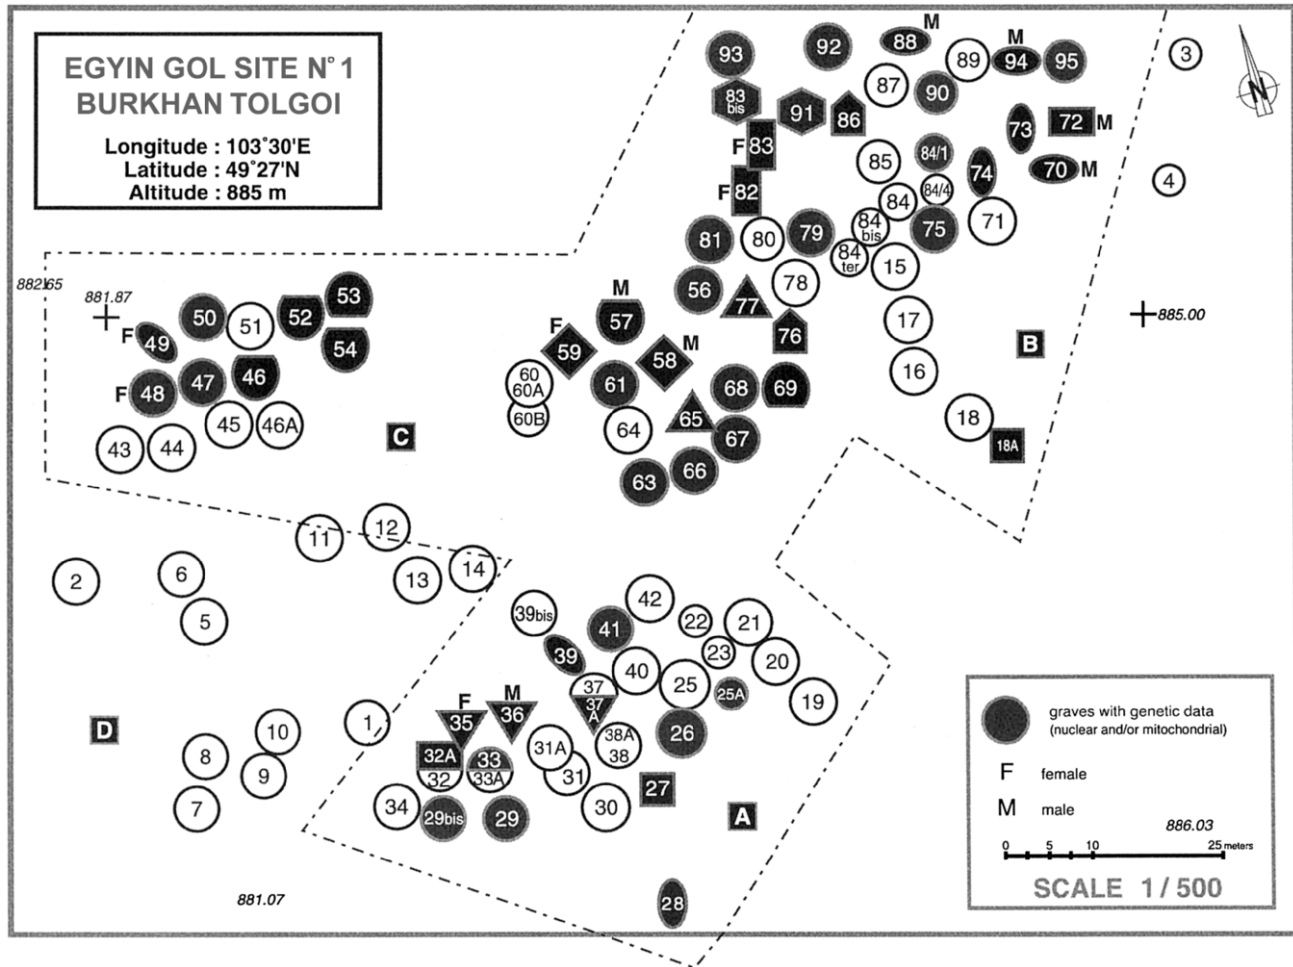 EGYIN GOL SITE N° 1
BURKHAN TOLGOI
Longitude : 103°30'E
Latitude : 49°27'N
Altitude : 885 m
M
88
M
93
92
89
94
95
3
87
90
83
bis
91
86
73
72 M
F 83
85
84/1
74
70 M
4
F 82
84/4
84
71
81
80
79
84
bis
75
84
ter
15
882.65
881.87
53
56
78
50
51
52
M
57
77
17
885.00
F 49
54
F
59
M
58
76
B
F 48
47
46
60
60A
61
68
69
16
43
44
45
46A
C
60B
64
65
67
18
18A
63
66
11
12
2
6
13
14
5
39bis
42
22
21
41
23
39
40
25
20
37
25A
19
1
F
35
M
36
37
A
26
D
10
38A
38
8
9
32A
32
33
33A
31A
31
7
34
29bis
29
30
27
A
28
881.07
graves with genetic data
(nuclear and/or mitochondrial)
F female
M male
886.03
0 5 10 25 meters
SCALE 1 / 500
N